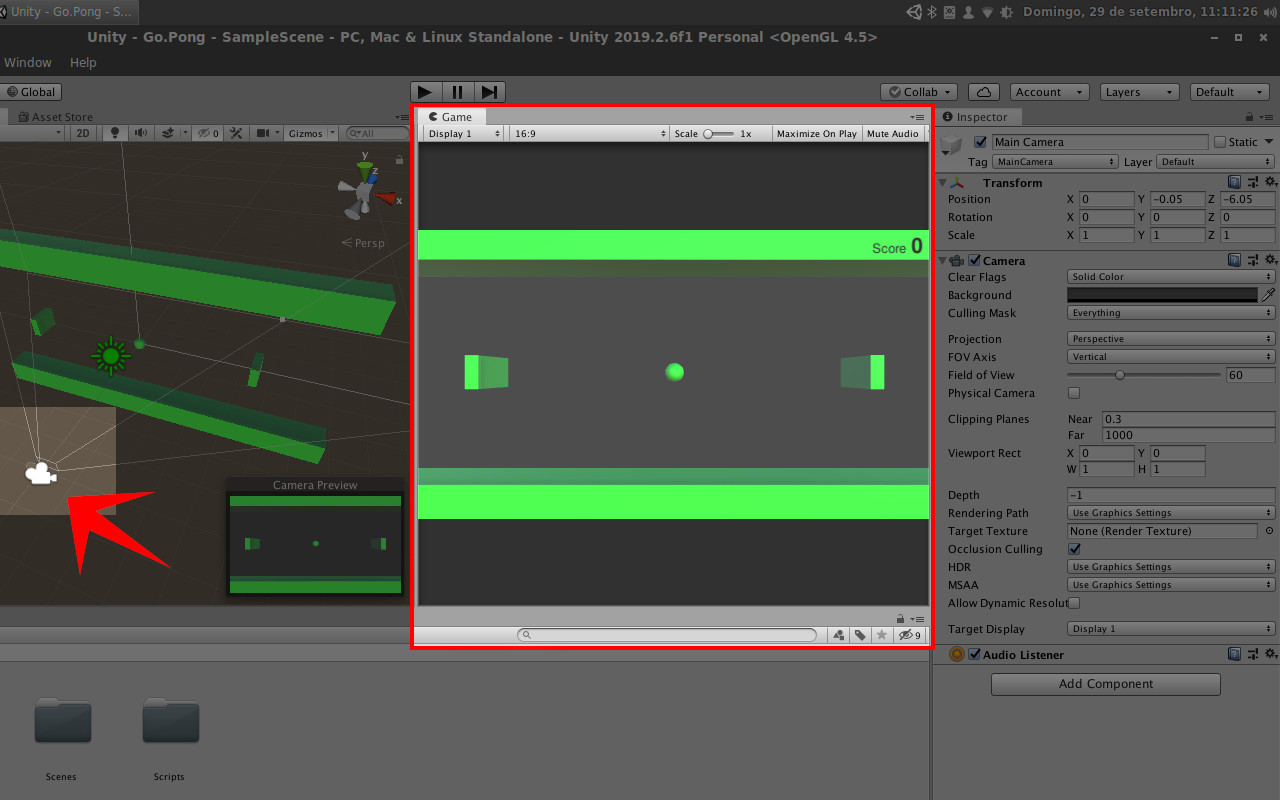 Unity - Go.Pong - S...
Domingo, 29 de setembro, 11:11:26
Unity - Go.Pong - SampleScene - PC, Mac & Linux Standalone - Unity 2019.2.6f1 Personal <OpenGL 4.5>
Window Help
Global
Collab Account Layers Default
Asset Store
Game
Inspector
2D 0 Gizmos All
Display 1 16:9 Scale 1x Maximize On Play Mute Audio
Main Camera Static
Tag MainCamera Layer Default
y
z
x
Persp
Transform
Position X 0 Y -0.05 Z -6.05
Rotation X 0 Y 0 Z 0
Scale X 1 Y 1 Z 1
Score 0
Camera
Clear Flags Solid Color
Background
Culling Mask Everything
Projection Perspective
FOV Axis Vertical
Field of View 60
Physical Camera
Clipping Planes Near 0.3
Far 1000
Viewport Rect X 0 Y 0
W 1 H 1
Camera Preview
Depth -1
Rendering Path Use Graphics Settings
Target Texture None (Render Texture)
Occlusion Culling
HDR Use Graphics Settings
MSAA Use Graphics Settings
Allow Dynamic Resolut
Target Display Display 1
9
Audio Listener
Add Component
Scenes Scripts